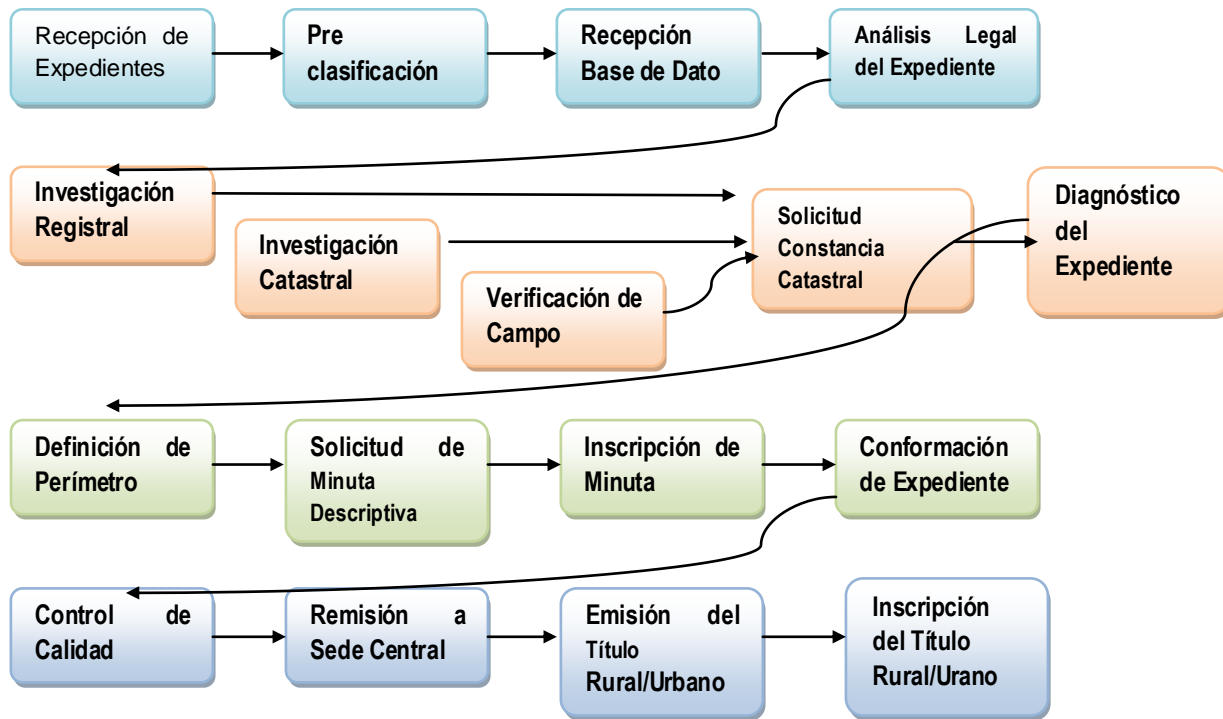 Recepción de
Expedientes
Pre
clasificación
Recepción
Base de Dato
Análisis Legal
del Expediente
Investigación
Registral
Investigación
Catastral
Verificación de
Campo
Solicitud
Constancia
Catastral
Diagnóstico
del
Expediente
Definición de
Perímetro
Solicitud de
Minuta
Descriptiva
Inscripción de
Minuta
Conformación
de Expediente
Control de
Calidad
Remisión a
Sede Central
Emisión del
Título
Rural/Urbano
Inscripción
del Título
Rural/Urano